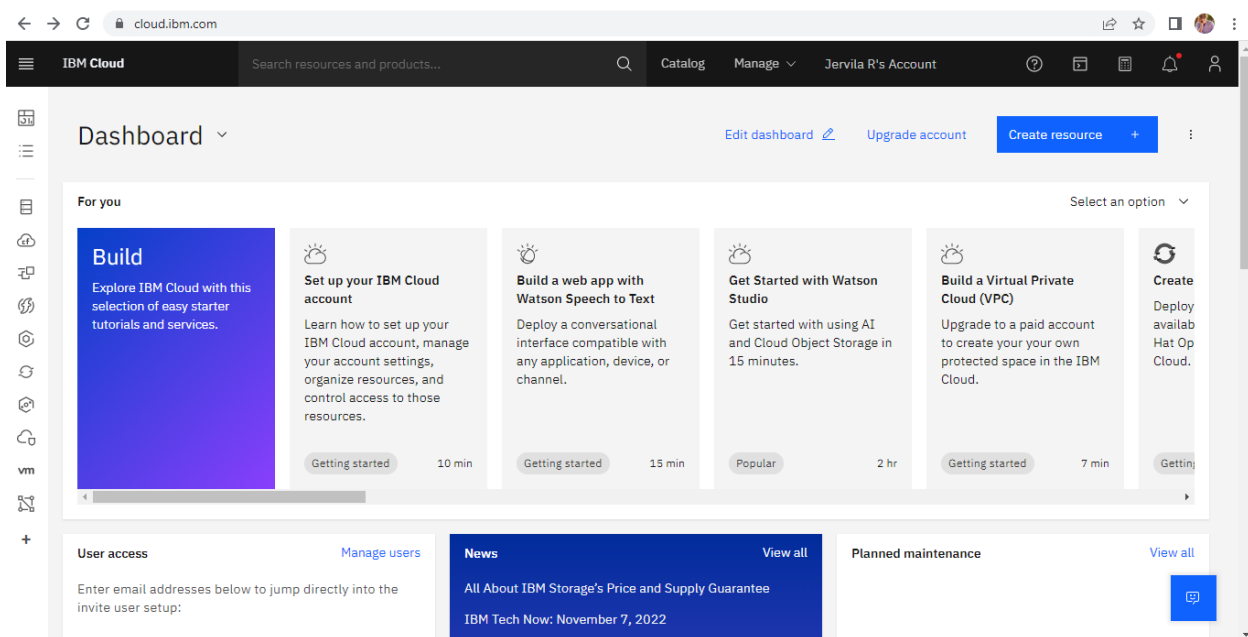 cloud.ibm.com
IBM Cloud
Search resources and products...
Catalog
Manage
Jervila R's Account
Dashboard
Edit dashboard
Upgrade account
Create resource +
For you
Select an option
Build
Explore IBM Cloud with this
selection of easy starter
tutorials and services.
Set up your IBM Cloud
account
Learn how to set up your
IBM Cloud account, manage
your account settings,
organize resources, and
control access to those
resources.
Getting started
10 min
Build a web app with
Watson Speech to Text
Deploy a conversational
interface compatible with
any application, device, or
channel.
Getting started
15 min
Get Started with Watson
Studio
Get started with using AI
and Cloud Object Storage in
15 minutes.
Popular
2 hr
Build a Virtual Private
Cloud (VPC)
Upgrade to a paid account
to create your your own
protected space in the IBM
Cloud.
Getting started
7 min
Create
Deploy
availab
Hat Op
Cloud.
Getting
vm
User access
Manage users
Enter email addresses below to jump directly into the
invite user setup:
News
View all
All About IBM Storage's Price and Supply Guarantee
IBM Tech Now: November 7, 2022
Planned maintenance
View all